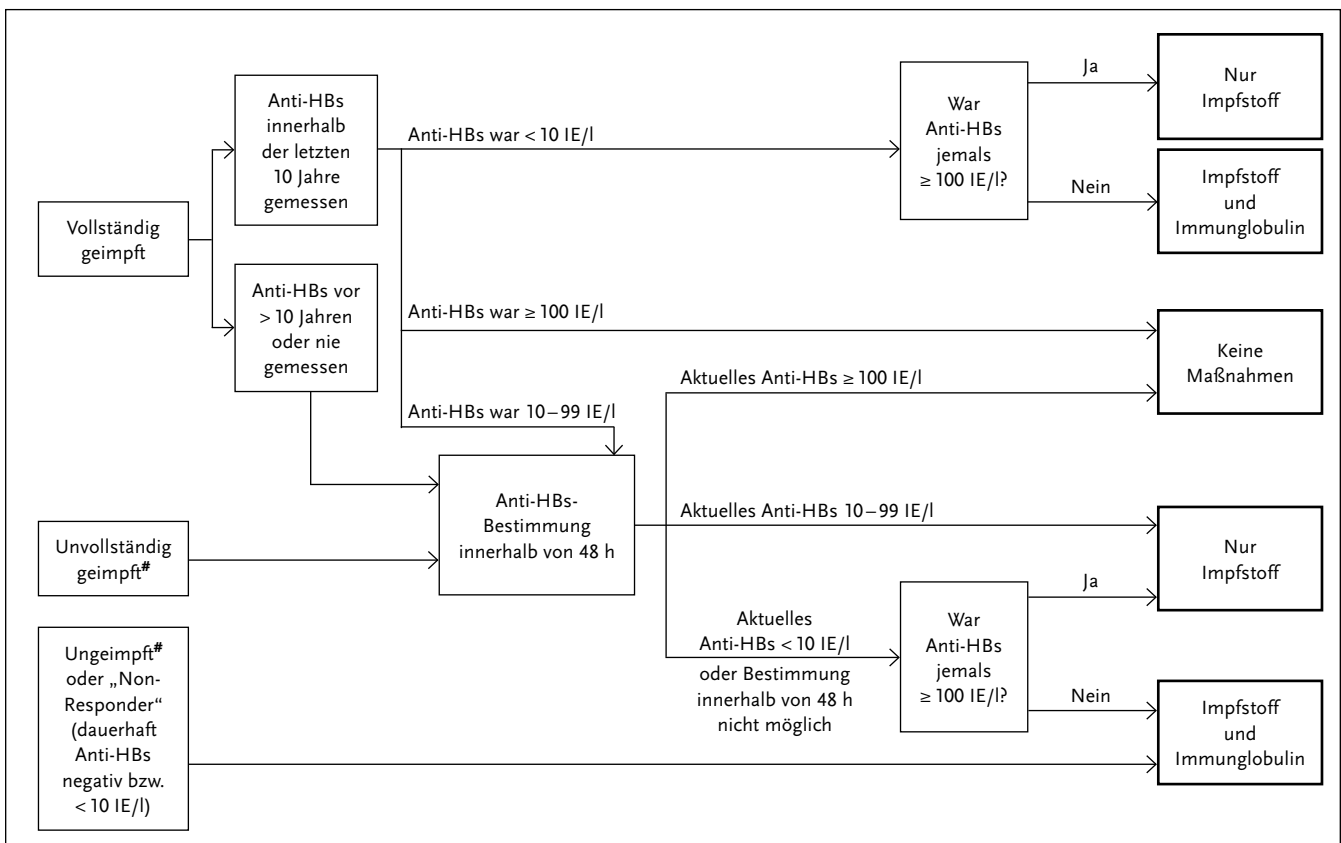 Vollständig
geimpft
Anti-HBs
innerhalb
der letzten
10 Jahre
gemessen
Anti-HBs vor
> 10 Jahren
oder nie
gemessen
Anti-HBs war < 10 IE/l
War
Anti-HBs
jemals
≥ 100 IE/l?
Ja
Nur
Impfstoff
Nein
Impfstoff
und
Immunglobulin
Anti-HBs war ≥ 100 IE/l
Keine
Maßnahmen
Aktuelles Anti-HBs ≥ 100 IE/l
Anti-HBs war 10–99 IE/l
Unvollständig
geimpft#
Anti-HBs-
Bestimmung
innerhalb von 48 h
Aktuelles Anti-HBs 10–99 IE/l
Nur
Impfstoff
Aktuelles
Anti-HBs < 10 IE/l
oder Bestimmung
innerhalb von 48 h
nicht möglich
War
Anti-HBs
jemals
≥ 100 IE/l?
Ja
Nein
Ungeimpft#
oder „Non-
Responder“
(dauerhaft
Anti-HBs
negativ bzw.
< 10 IE/l)
Impfstoff
und
Immunglobulin